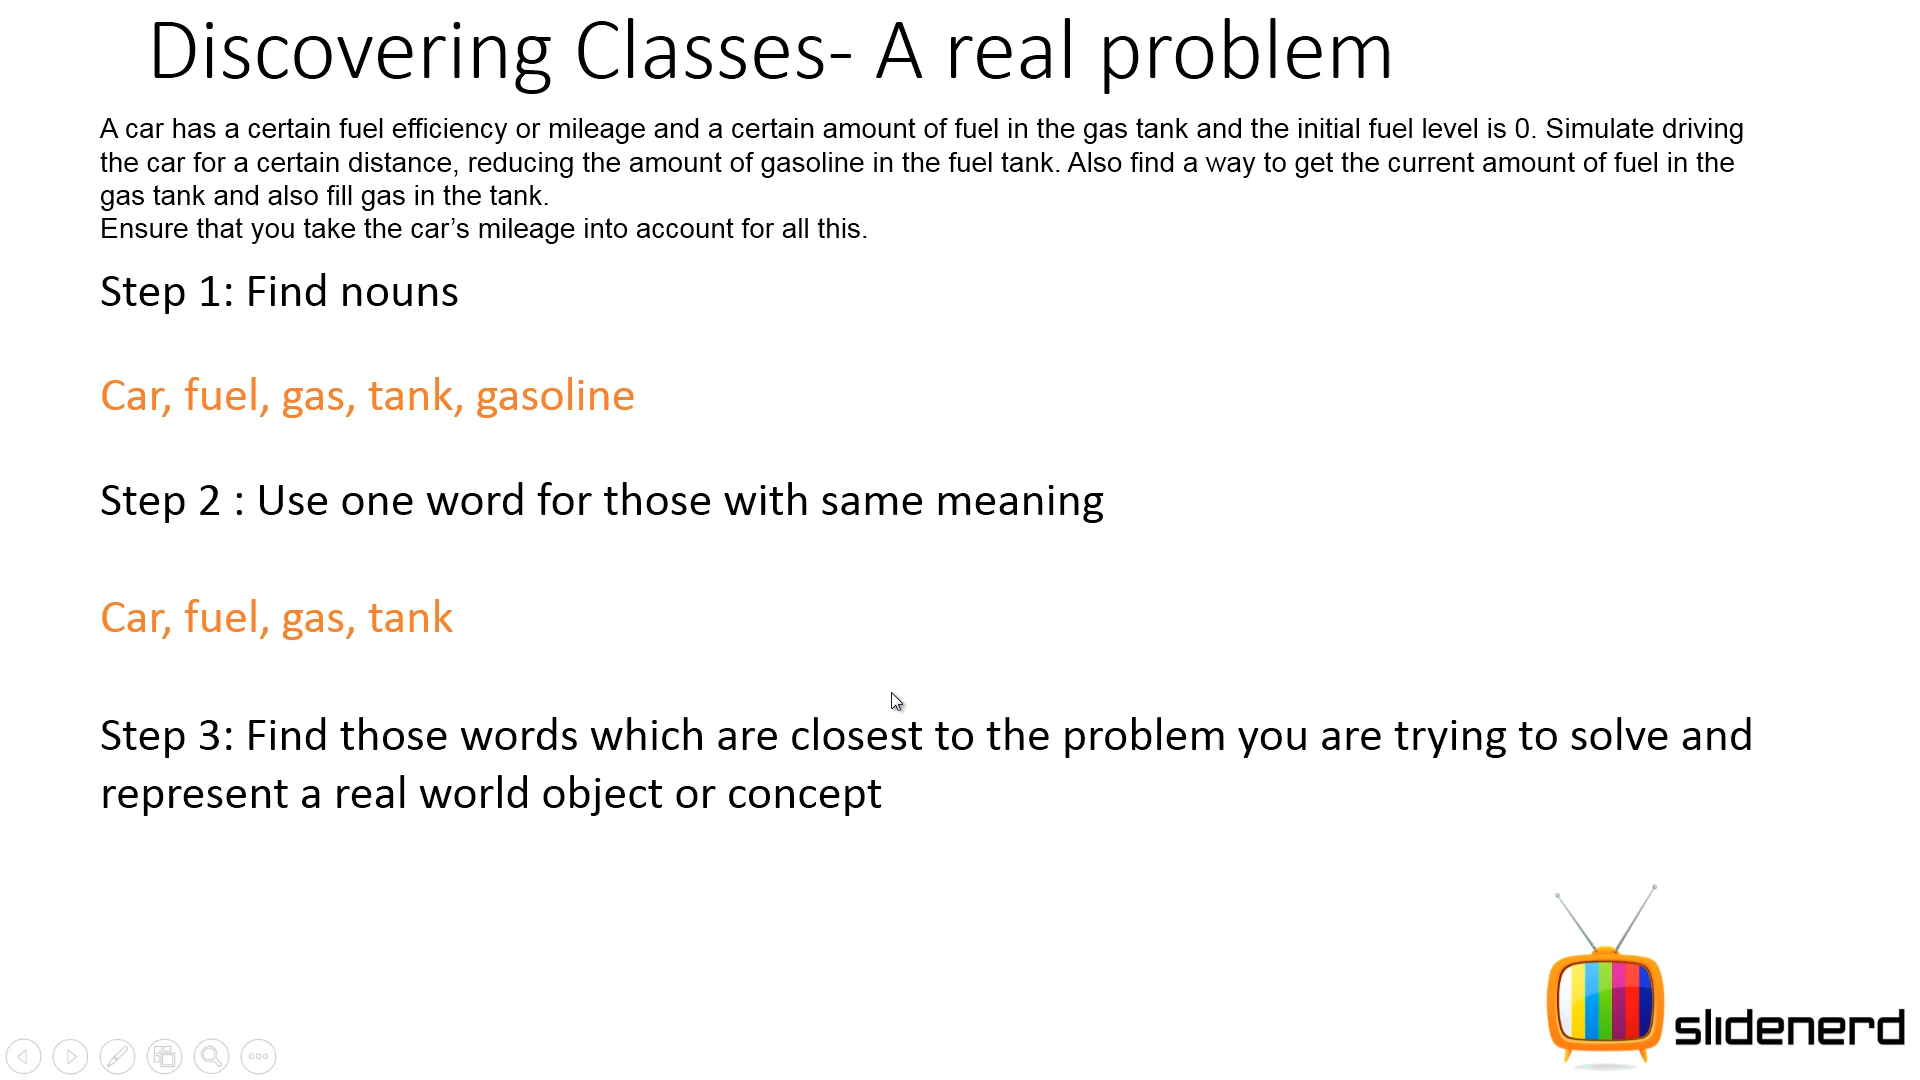 Discovering Classes- A real problem
A car has a certain fuel efficiency or mileage and a certain amount of fuel in the gas tank and the initial fuel level is 0. Simulate driving
the car for a certain distance, reducing the amount of gasoline in the fuel tank. Also find a way to get the current amount of fuel in the
gas tank and also fill gas in the tank.
Ensure that you take the car’s mileage into account for all this.
Step 1: Find nouns
Car, fuel, gas, tank, gasoline
Step 2 : Use one word for those with same meaning
Car, fuel, gas, tank
Step 3: Find those words which are closest to the problem you are trying to solve and
represent a real world object or concept
slidenerd